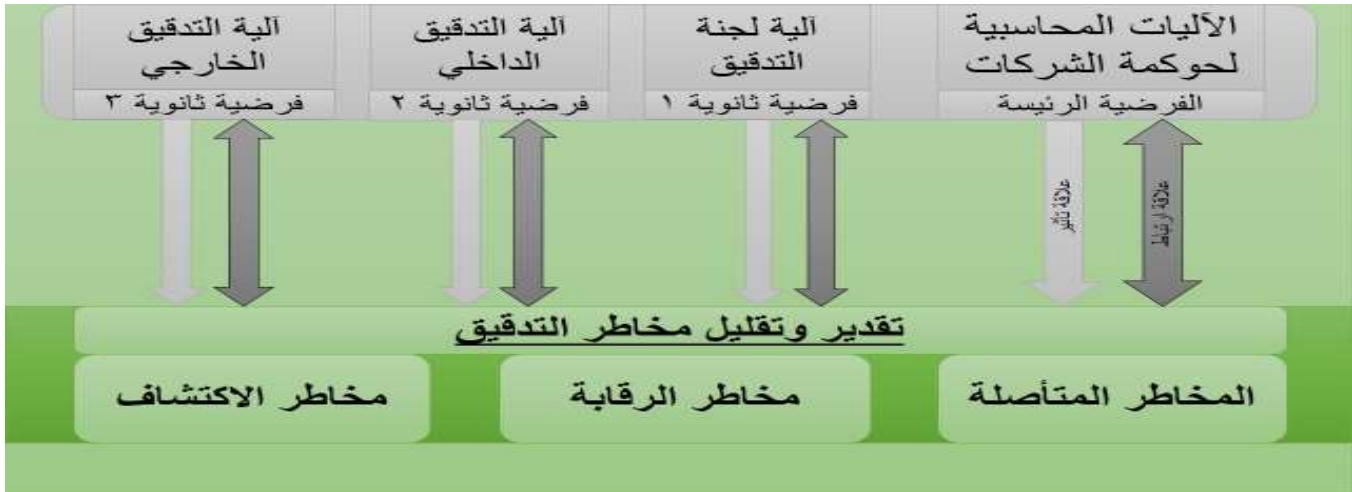 الآليات المحاسبية
لحوكمة الشركات
الفرضية الرئيسة
آلية لجنة
التدقيق
فرضية ثانوية ١
آلية التدقيق
الداخلي
فرضية ثانوية ٢
آلية التدقيق
الخارجي
فرضية ثانوية ٣
علاقة ارتباط
علاقة تأثير
تقدير وتقليل مخاطر التدقيق
المخاطر المتأصلة
مخاطر الرقابة
مخاطر الاكتشاف